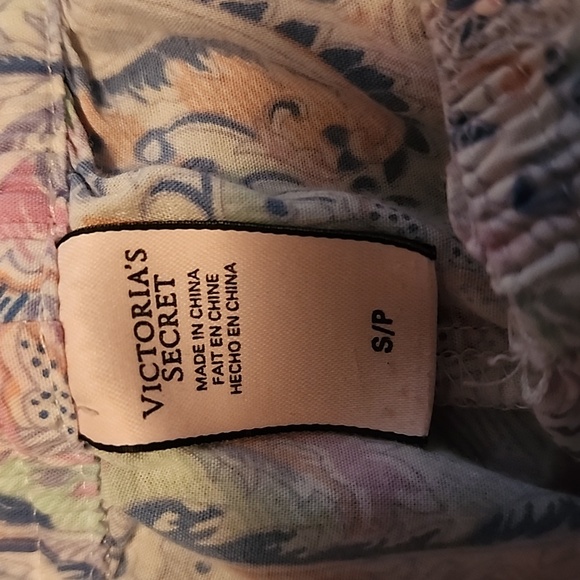 VICTORIA'S
SECRET
MADE IN CHINA
FAIT EN CHINE
HECHO EN CHINA
S/P